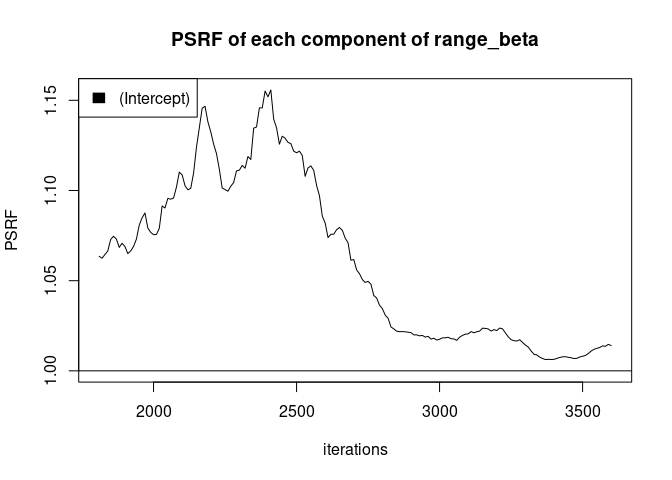 PSRF of each component of range_beta
(Intercept)
PSRF
1.15
1.10
1.05
1.00
2000 2500 3000 3500
iterations